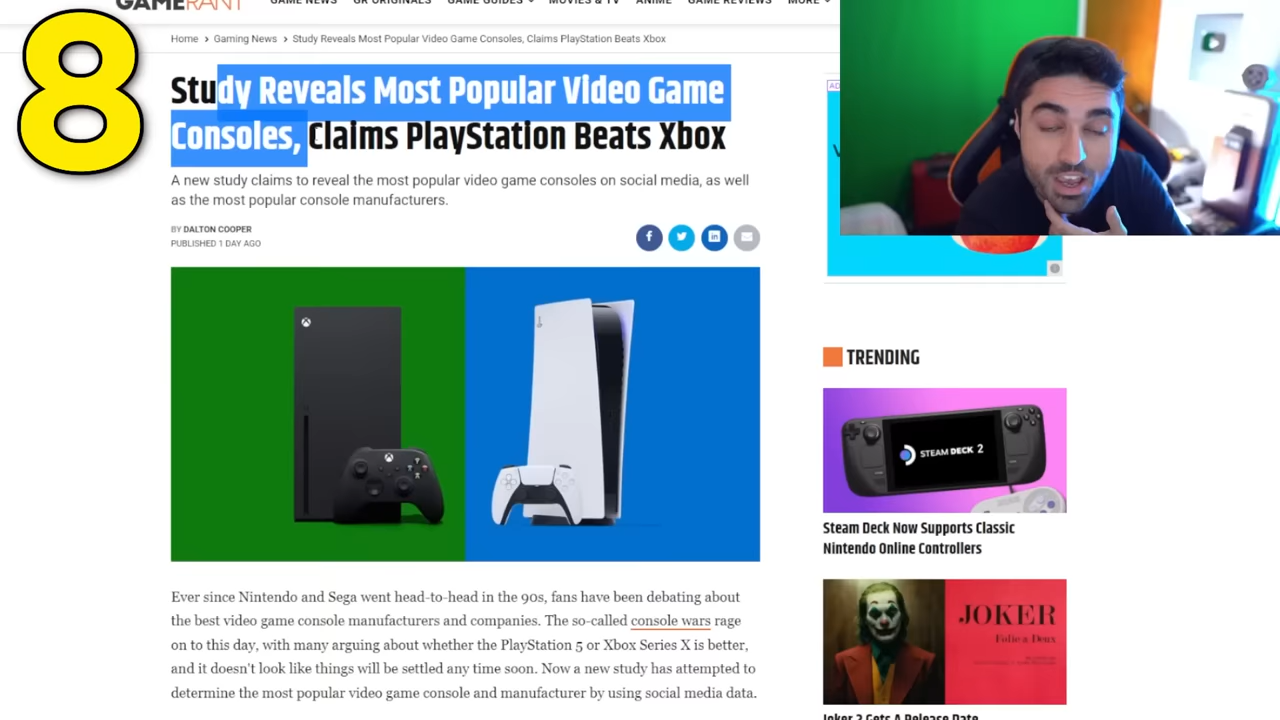 8
GAMERANT
GAME NEWS GR ORIGINALS GAME GUIDES MOVIES & TV ANIME GAME REVIEWS MORE
Home > Gaming News > Study Reveals Most Popular Video Game Consoles, Claims PlayStation Beats Xbox
Study Reveals Most Popular Video Game
Consoles, Claims PlayStation Beats Xbox
A new study claims to reveal the most popular video game consoles on social media, as well
as the most popular console manufacturers.
BY DALTON COOPER
PUBLISHED 1 DAY AGO
Ever since Nintendo and Sega went head-to-head in the 90s, fans have been debating about
the best video game console manufacturers and companies. The so-called console wars rage
on to this day, with many arguing about whether the PlayStation 5 or Xbox Series X is better,
and it doesn't look like things will be settled any time soon. Now a new study has attempted to
determine the most popular video game console and manufacturer by using social media data.
AD
TRENDING
STEAM DECK 2
Steam Deck Now Supports Classic
Nintendo Online Controllers
JOKER
Folie à Deux
Joker 2 Gets A Release Date